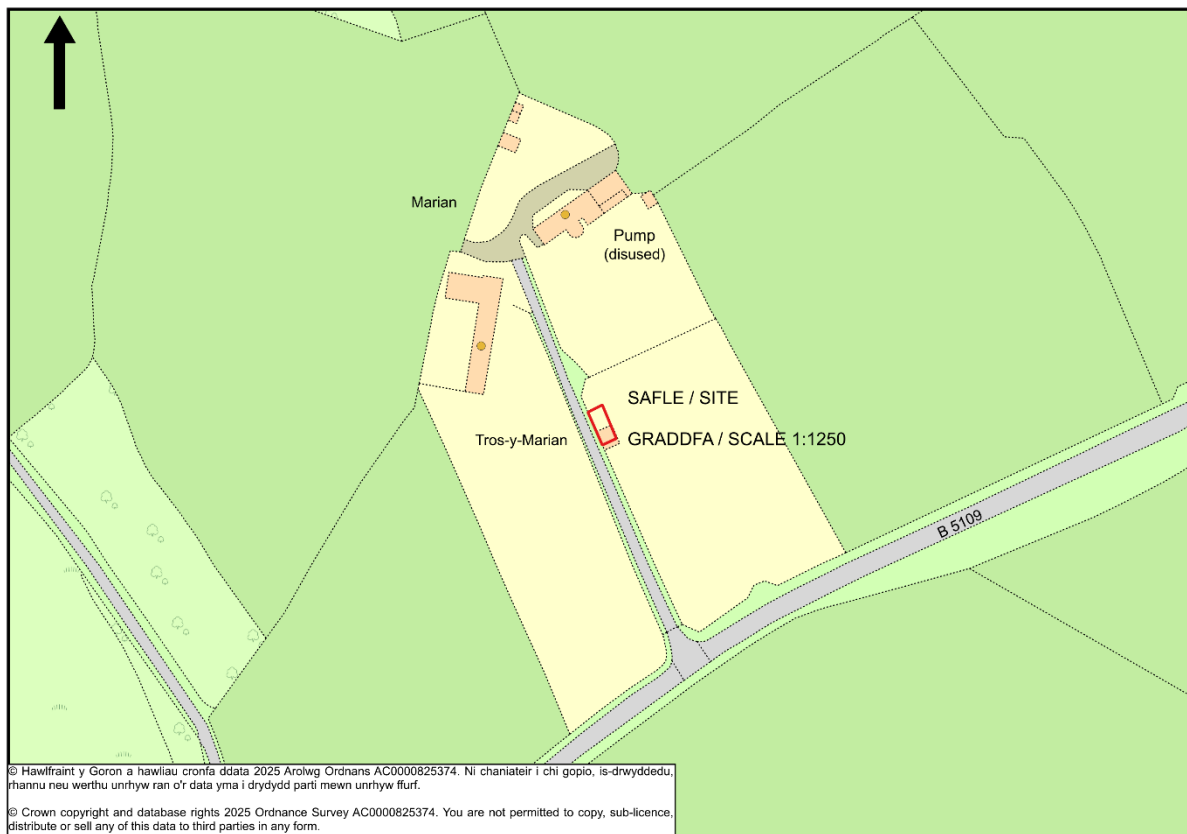 Marian
Pump
(disused)
SAFLE / SITE
Tros-y-Marian
GRADDFA / SCALE 1:1250
B 5109
© Hawlfraint y Goron a hawliau cronfa ddata 2025 Arolwg Ordnans AC0000825374. Ni chaniateir i chi gopio, is-drwyddedu,
rhannu neu werthu unrhyw ran o'r data yma i drydydd parti mewn unrhyw ffurf.
© Crown copyright and database rights 2025 Ordnance Survey AC0000825374. You are not permitted to copy, sub-licence,
distribute or sell any of this data to third parties in any form.